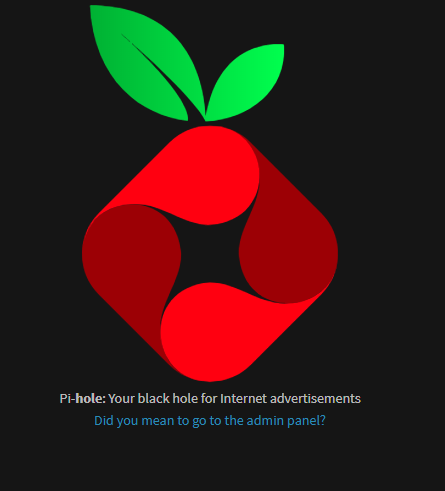 Pi-hole: Your black hole for Internet advertisements
Did you mean to go to the admin panel?